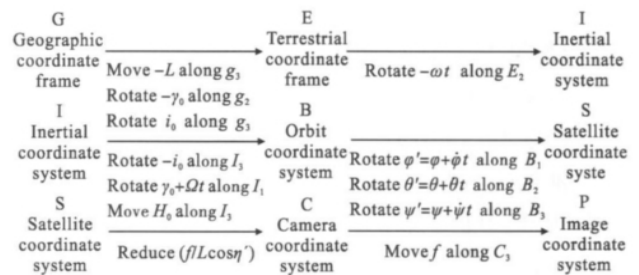 G E I
Geographic Terrestrial Inertial
coordinate coordinate coordinate
frame Move −L along g₃ frame Rotate −ωt along E₂ system
Rotate −γ₀ along g₂
I Rotate i₀ along g₃ B S
Inertial Orbit Satellite
coordinate Rotate −i₀ along I₃ coordinate Rotate φ′=φ+φ̇t along B₁ coordinate
system Rotate γ₀+Ωt along I₁ system Rotate θ′=θ+θ̇t along B₂ syste
S Move H₀ along I₃ C Rotate ψ′=ψ+ψ̇t along B₃ P
Satellite Camera Image
coordinate Reduce (f/Lcosη′) coordinate Move f along C₃ coordinate
system system system